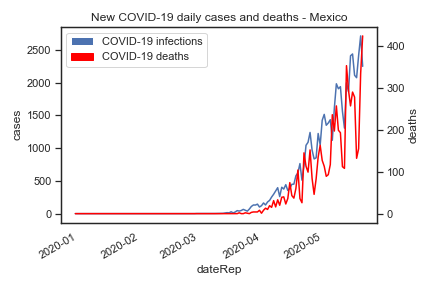 New COVID-19 daily cases and deaths - Mexico
COVID-19 infections
COVID-19 deaths
2500
2000
1500
1000
500
0
cases
400
300
200
100
0
deaths
2020-01
2020-02
2020-03
2020-04
2020-05
dateRep